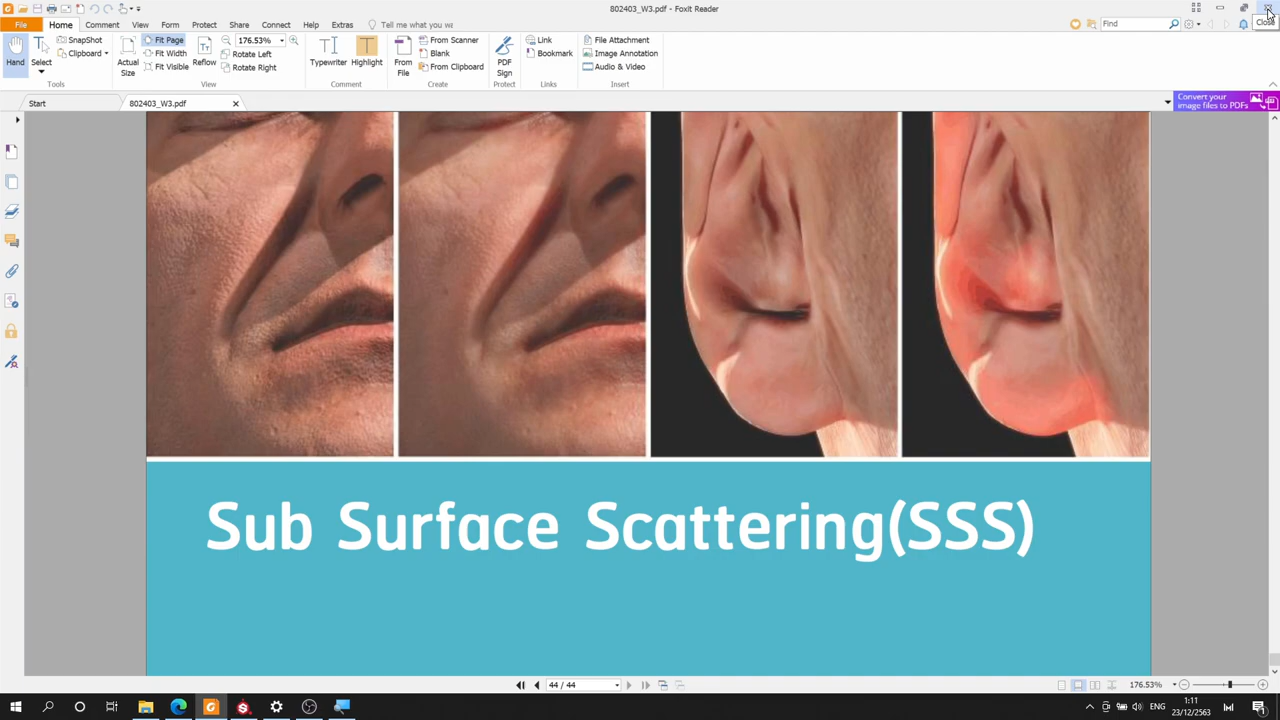 802403_W3.pdf - Foxit Reader
File Home Comment View Form Protect Share Connect Help Extras Tell me what you wa
Find
Close
Hand
Select
SnapShot
Clipboard
Tools
Actual Size
Fit Page
Fit Width
Fit Visible
Reflow
176.53%
Rotate Left
Rotate Right
View
Typewriter
Highlight
Comment
From File
From Scanner
Blank
From Clipboard
Create
PDF Sign
Protect
Link
Bookmark
Links
File Attachment
Image Annotation
Audio & Video
Insert
Start
802403_W3.pdf
Convert your
image files to PDFs
Sub Surface Scattering(SSS)
44 / 44
176.53%
ENG
1:11
23/12/2563